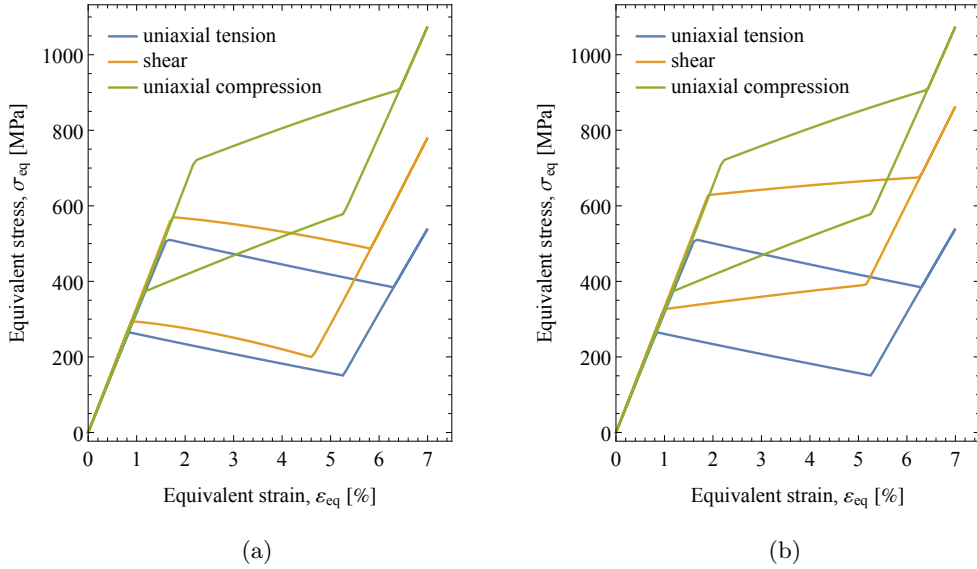 uniaxial tension
shear
uniaxial compression
Equivalent stress, σeq [MPa]
1000
800
600
400
200
0
0 1 2 3 4 5 6 7
Equivalent strain, εeq [%]
(a)
uniaxial tension
shear
uniaxial compression
Equivalent stress, σeq [MPa]
1000
800
600
400
200
0
0 1 2 3 4 5 6 7
Equivalent strain, εeq [%]
(b)